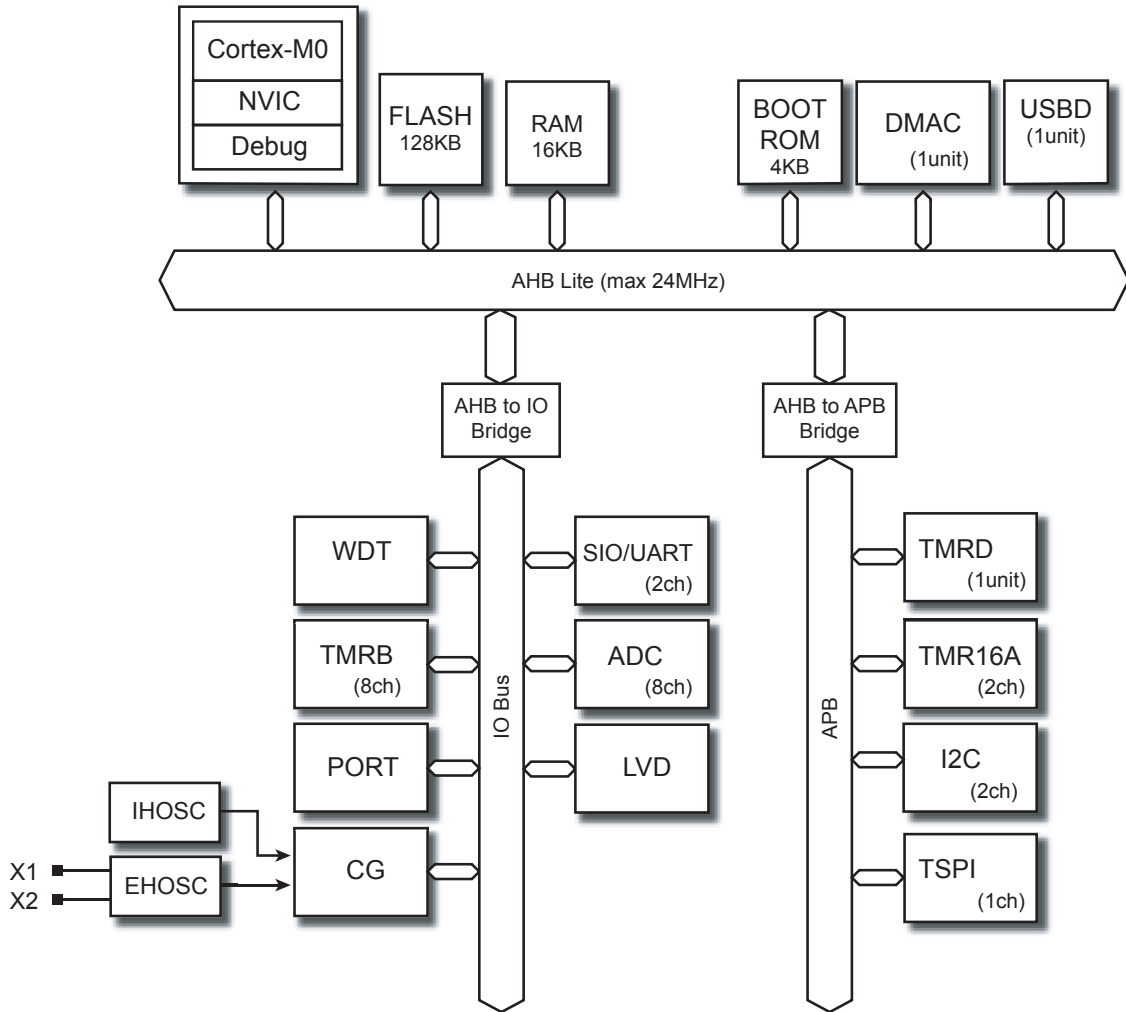 Cortex-M0
NVIC
Debug
FLASH
128KB
RAM
16KB
BOOT
ROM
4KB
DMAC
(1unit)
USBD
(1unit)
AHB Lite (max 24MHz)
AHB to IO
Bridge
AHB to APB
Bridge
IO Bus
WDT
SIO/UART
(2ch)
TMRB
(8ch)
ADC
(8ch)
PORT
LVD
IHOSC
X1
X2
EHOSC
CG
APB
TMRD
(1unit)
TMR16A
(2ch)
I2C
(2ch)
TSPI
(1ch)